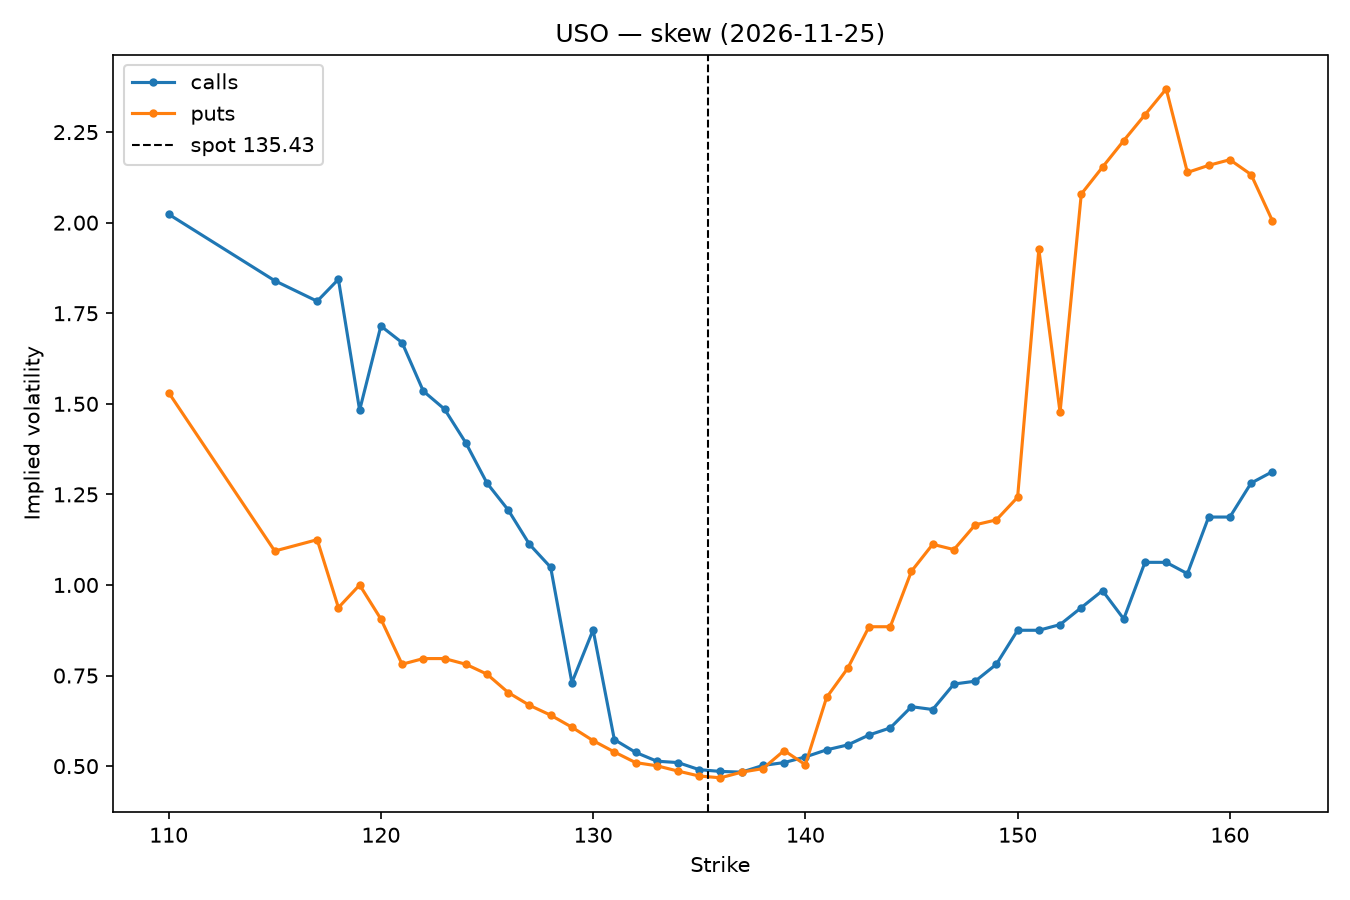 USO — skew (2026-11-25)
calls
puts
spot 135.43
Implied volatility
2.25
2.00
1.75
1.50
1.25
1.00
0.75
0.50
110
120
130
140
150
160
Strike